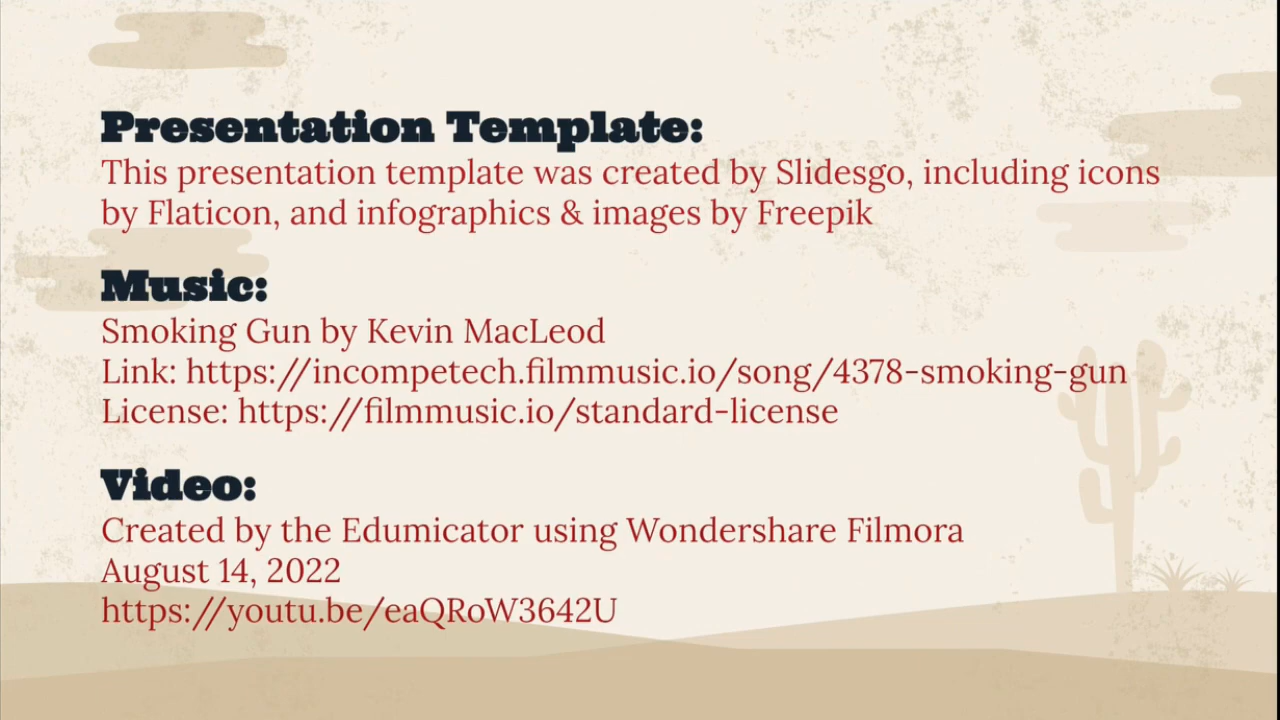 Presentation Template:
This presentation template was created by Slidesgo, including icons
by Flaticon, and infographics & images by Freepik
Music:
Smoking Gun by Kevin MacLeod
Link: https://incompetech.filmmusic.io/song/4378-smoking-gun
License: https://filmmusic.io/standard-license
Video:
Created by the Edumicator using Wondershare Filmora
August 14, 2022
https://youtu.be/eaQRoW3642U